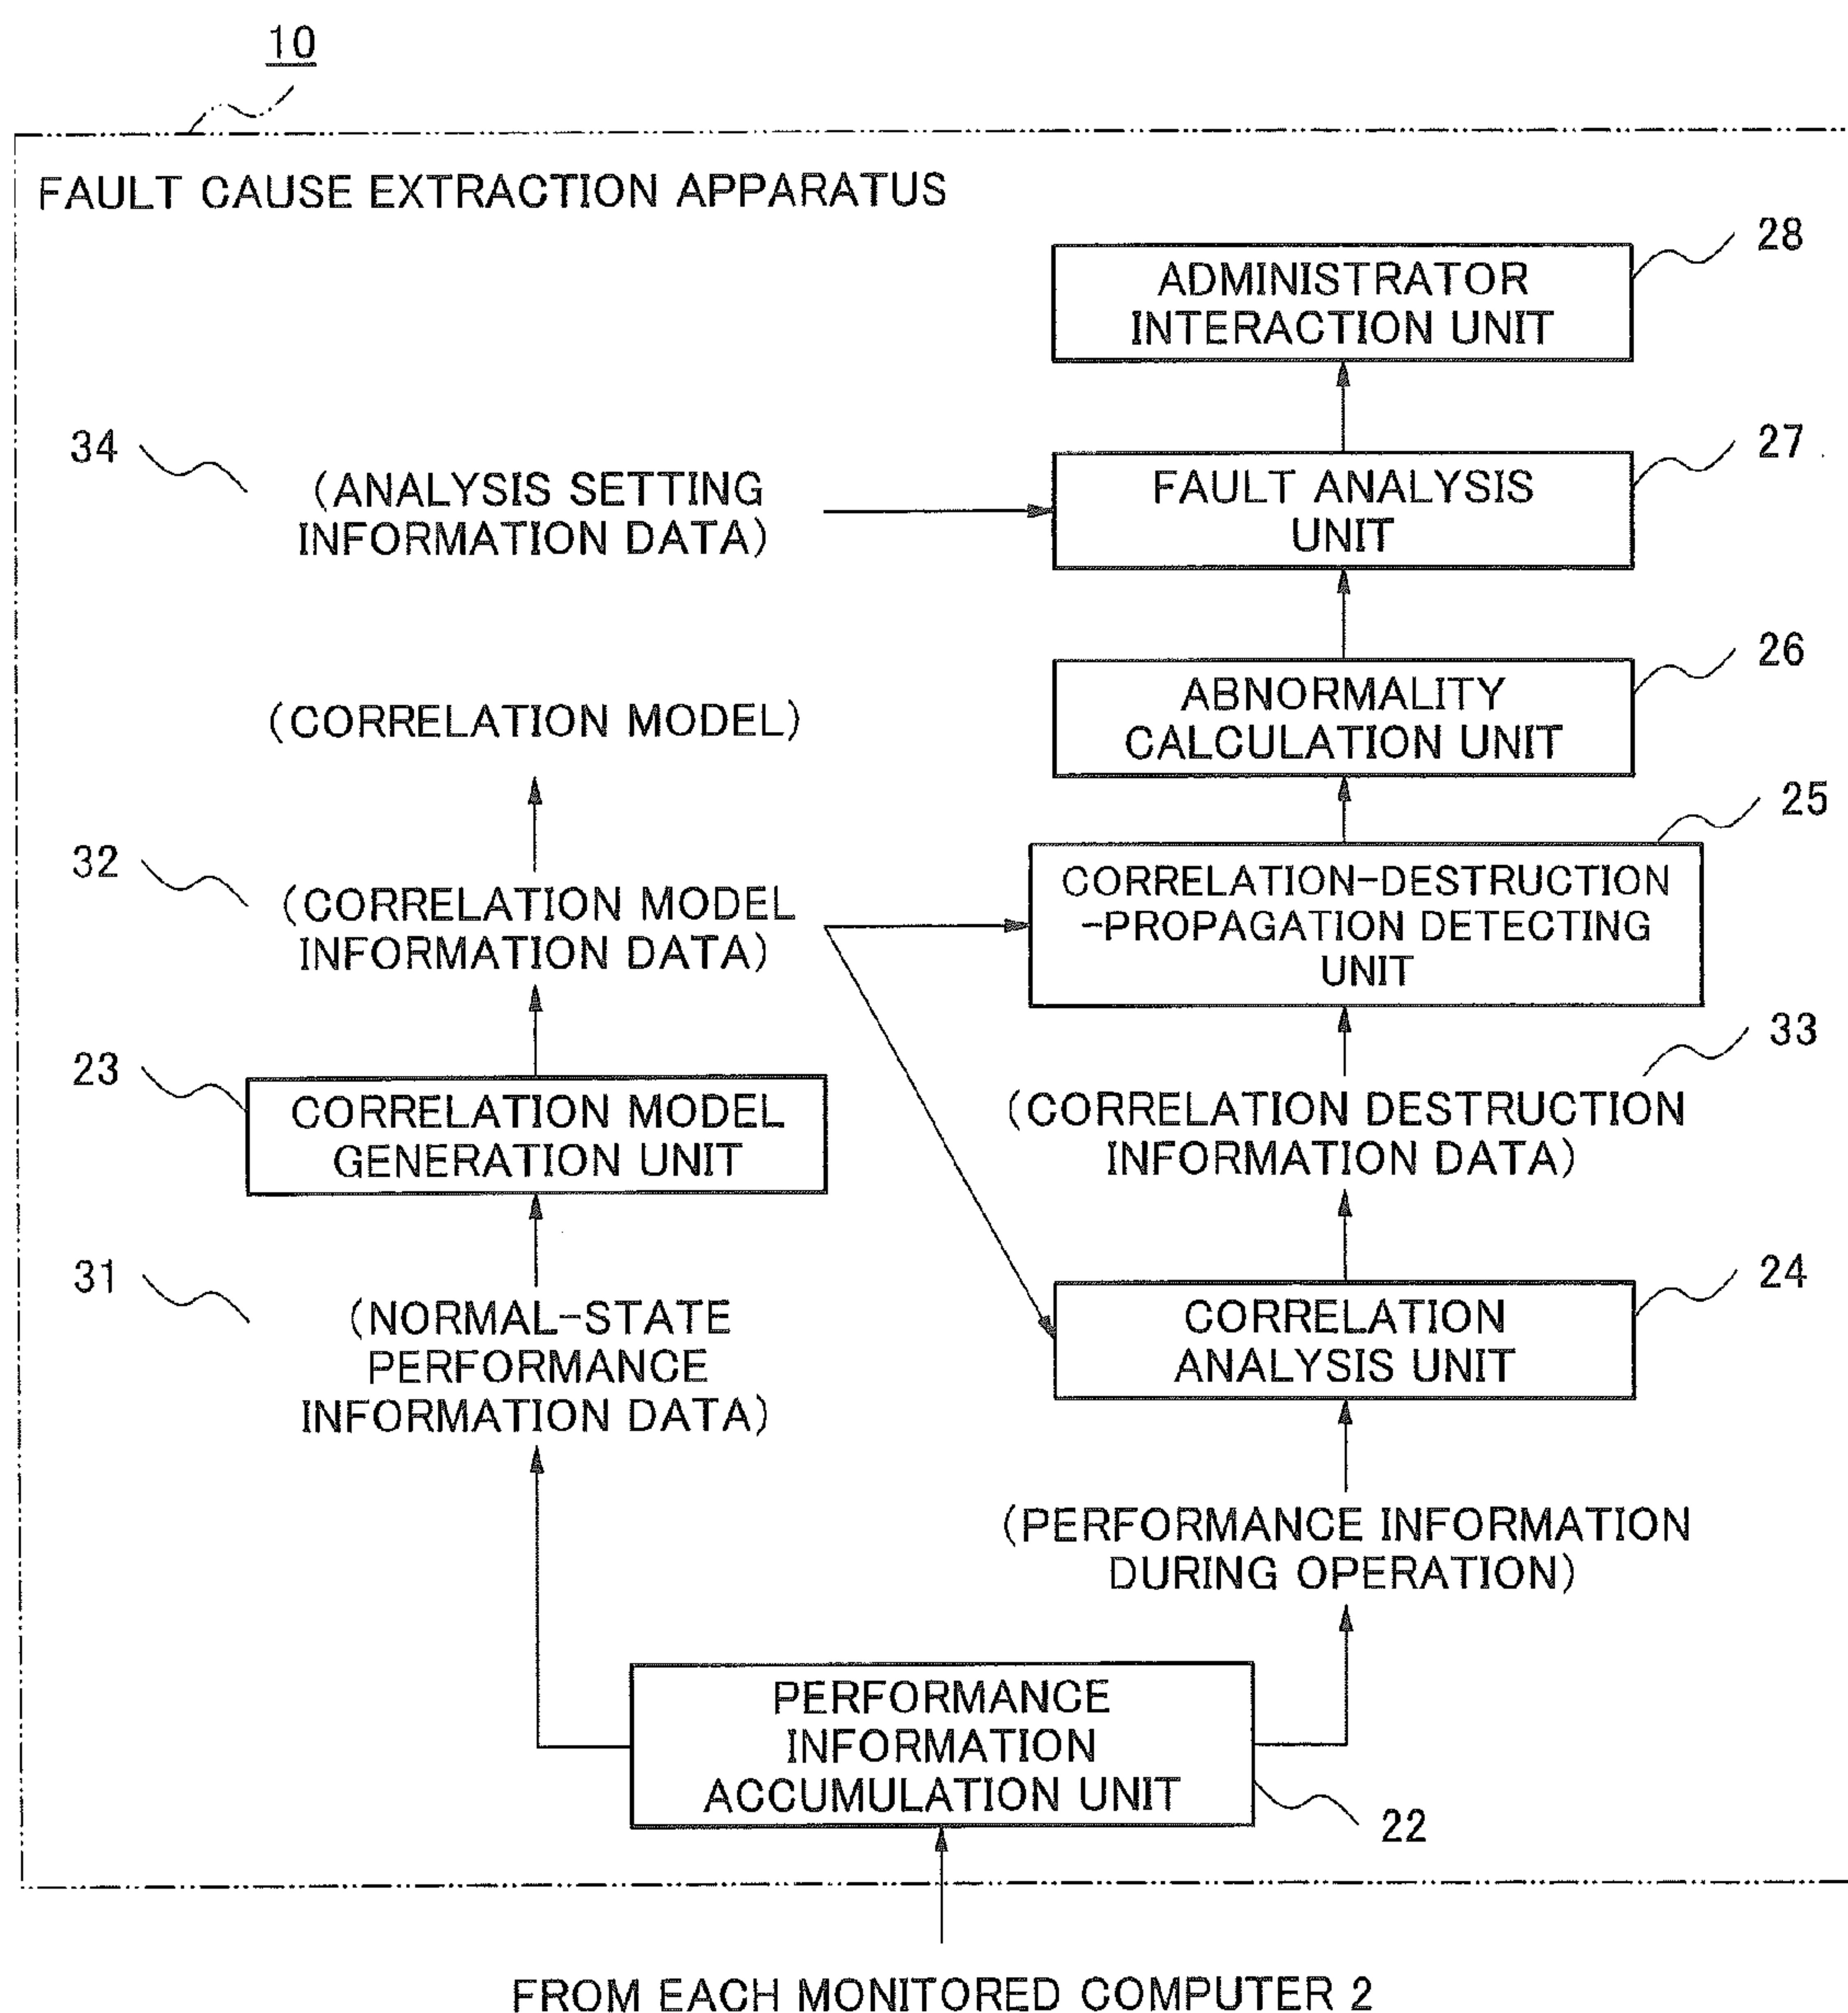 10
FAULT CAUSE EXTRACTION APPARATUS
28
ADMINISTRATOR
INTERACTION UNIT
34
(ANALYSIS SETTING
INFORMATION DATA)
27
FAULT ANALYSIS
UNIT
26
ABNORMALITY
CALCULATION UNIT
(CORRELATION MODEL)
25
CORRELATION-DESTRUCTION
-PROPAGATION DETECTING
UNIT
32
(CORRELATION MODEL
INFORMATION DATA)
33
(CORRELATION DESTRUCTION
INFORMATION DATA)
23
CORRELATION MODEL
GENERATION UNIT
24
CORRELATION
ANALYSIS UNIT
31
(NORMAL-STATE
PERFORMANCE
INFORMATION DATA)
(PERFORMANCE INFORMATION
DURING OPERATION)
PERFORMANCE
INFORMATION
ACCUMULATION UNIT
22
FROM EACH MONITORED COMPUTER 2